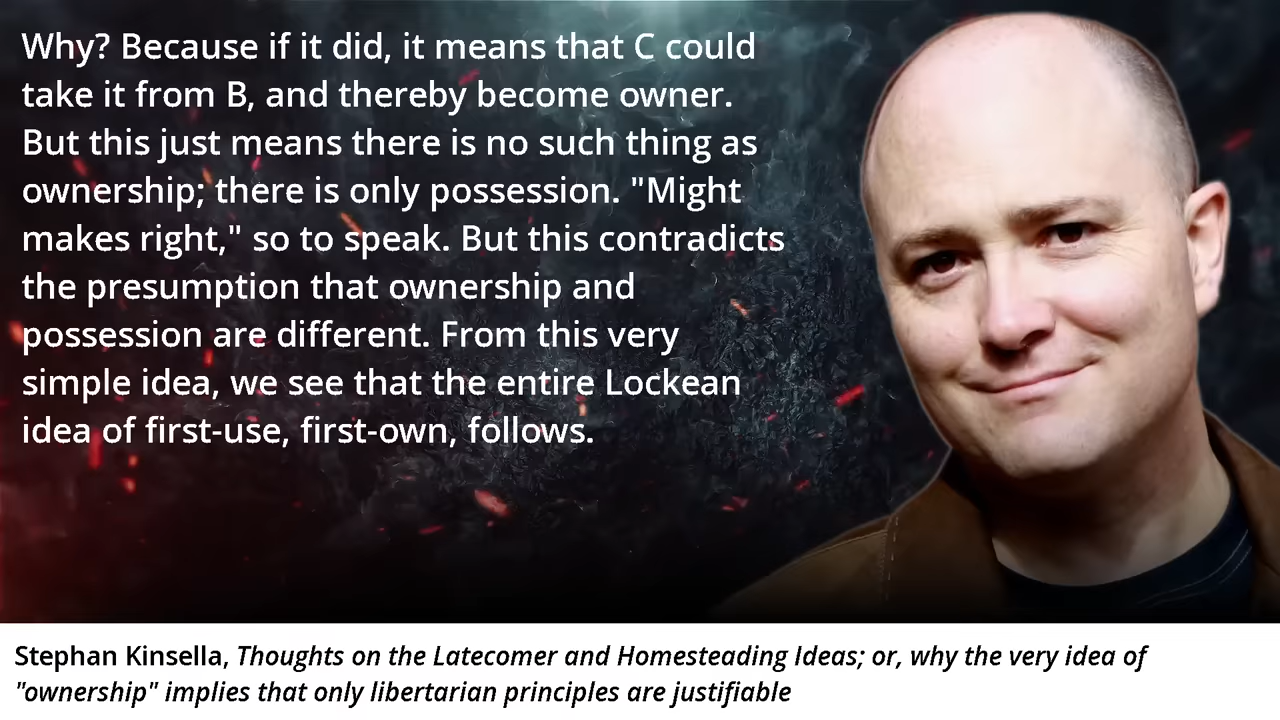 Why? Because if it did, it means that C could
take it from B, and thereby become owner.
But this just means there is no such thing as
ownership; there is only possession. "Might
makes right," so to speak. But this contradicts
the presumption that ownership and
possession are different. From this very
simple idea, we see that the entire Lockean
idea of first-use, first-own, follows.
Stephan Kinsella, Thoughts on the Latecomer and Homesteading Ideas; or, why the very idea of
"ownership" implies that only libertarian principles are justifiable